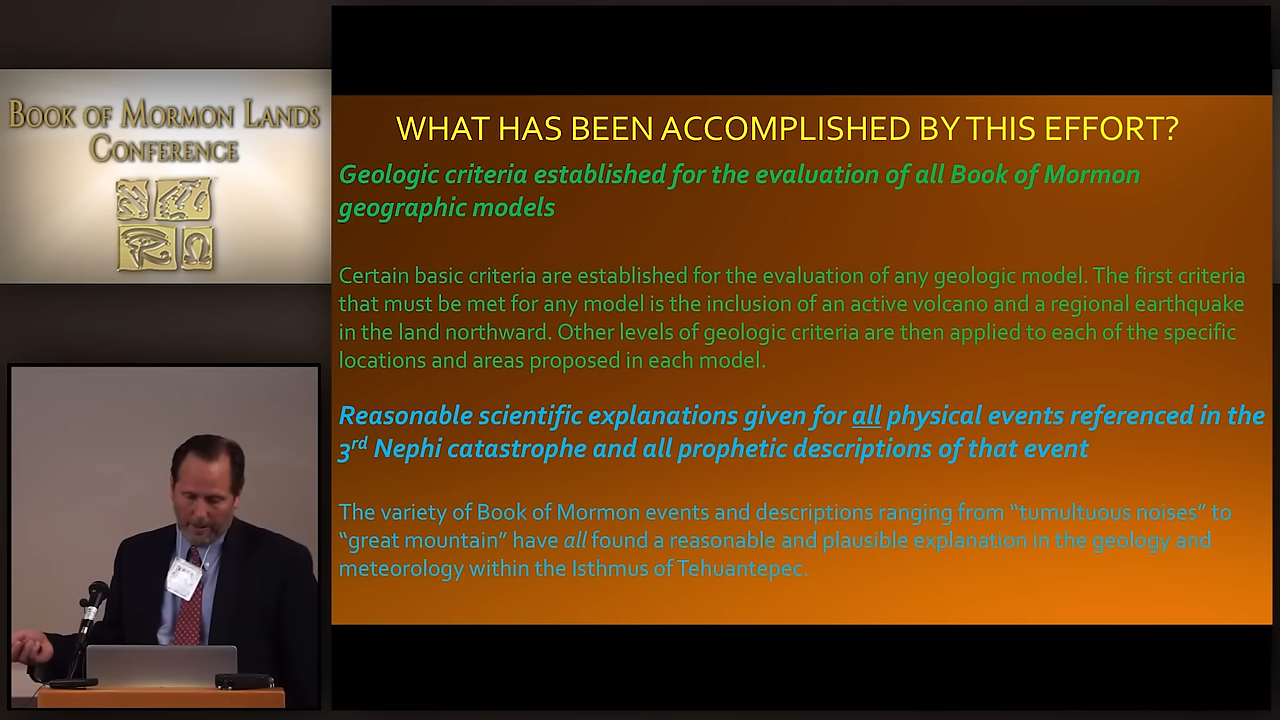 BOOK OF MORMON LANDS
CONFERENCE
WHAT HAS BEEN ACCOMPLISHED BY THIS EFFORT?
Geologic criteria established for the evaluation of all Book of Mormon
geographic models
Certain basic criteria are established for the evaluation of any geologic model. The first criteria
that must be met for any model is the inclusion of an active volcano and a regional earthquake
in the land northward. Other levels of geologic criteria are then applied to each of the specific
locations and areas proposed in each model.
Reasonable scientific explanations given for all physical events referenced in the
3rd Nephi catastrophe and all prophetic descriptions of that event
The variety of Book of Mormon events and descriptions ranging from “tumultuous noises” to
“great mountain” have all found a reasonable and plausible explanation in the geology and
meteorology within the Isthmus of Tehuantepec.